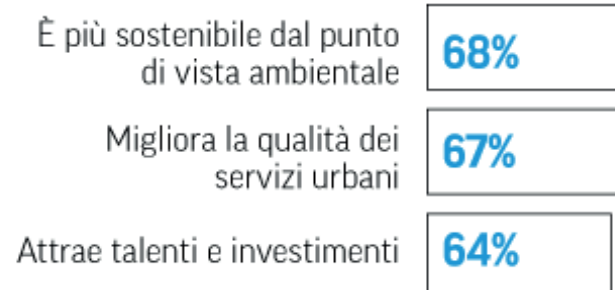 È più sostenibile dal punto
di vista ambientale
68%
Migliora la qualità dei
servizi urbani
67%
Attrae talenti e investimenti
64%